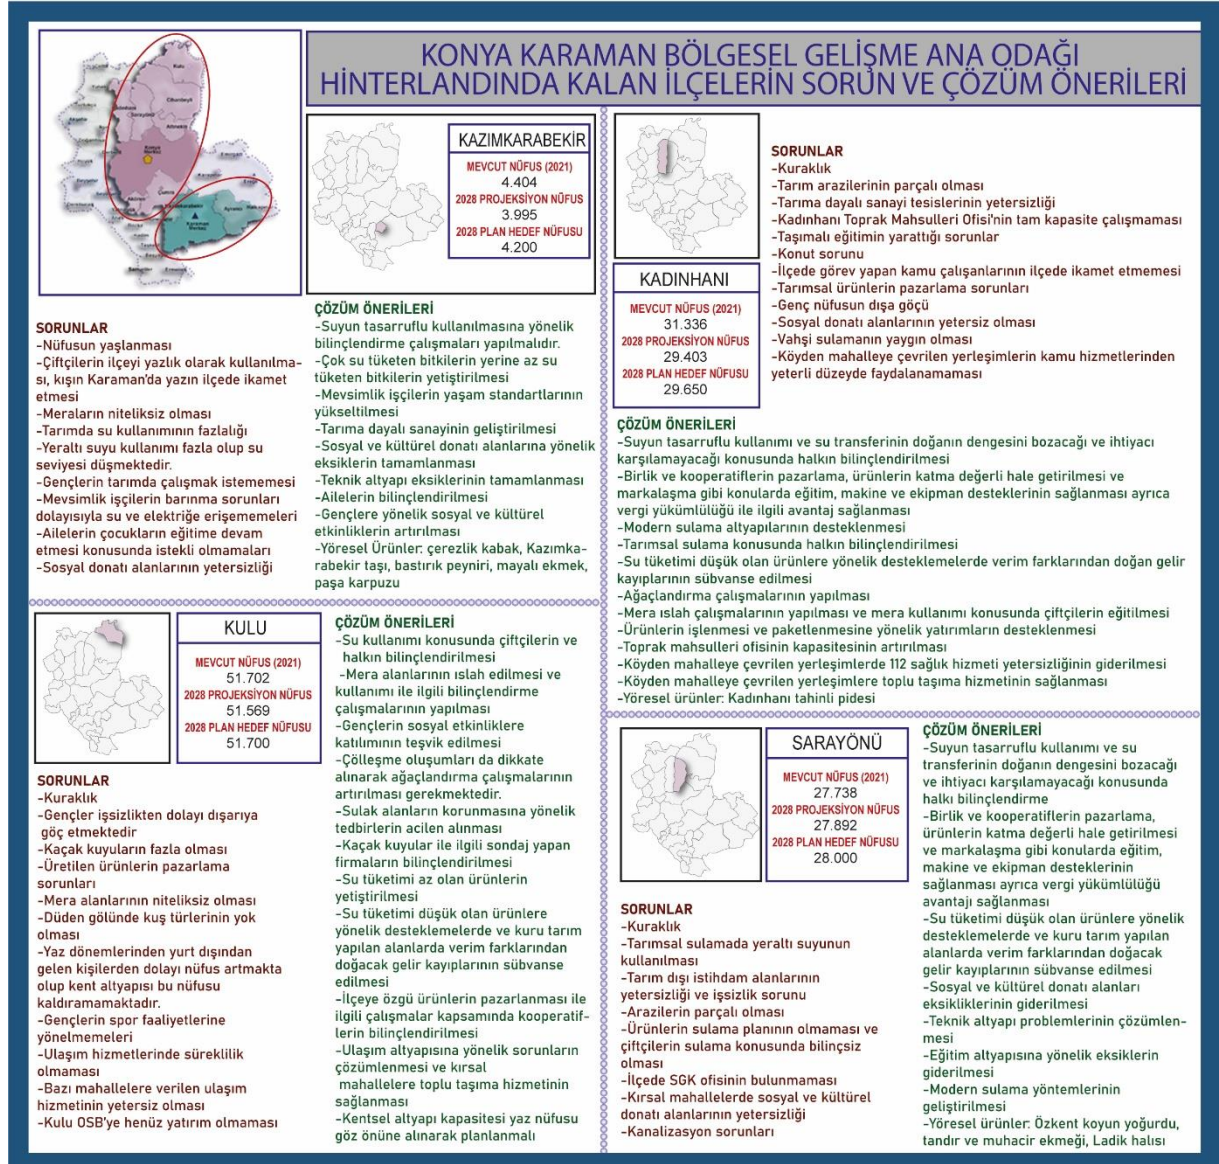 KONYA KARAMAN BÖLGESEL GELİŞME ANA ODAĞI
HİNTERLANDINDA KALAN İLÇELERİN SORUN VE ÇÖZÜM ÖNERİLERİ
KAZIMKARABEKİR
MEVCUT NÜFUS (2021)
4.404
2028 PROJEKSİYON NÜFUS
3.995
2028 PLAN HEDEF NÜFUSU
4.200
SORUNLAR
-Nüfusun yaşlanması
-Çiftçilerin ilçeyi yazlık olarak kullanılma-
sı, kışın Karaman'da yazın ilçede ikamet
etmesi
-Meraların niteliksiz olması
-Tarımda su kullanımının fazlalığı
-Yeraltı suyu kullanımı fazla olup su
seviyesi düşmektedir.
-Gençlerin tarımda çalışmak istememesi
-Mevsimlik işçilerin barınma sorunları
dolayısıyla su ve elektriğe erişememeleri
-Ailelerin çocukların eğitime devam
etmesi konusunda istekli olmamaları
-Sosyal donatı alanlarının yetersizliği
ÇÖZÜM ÖNERİLERİ
-Suyun tasarruflu kullanılmasına yönelik
bilinçlendirme çalışmaları yapılmalıdır.
-Çok su tüketen bitkilerin yerine az su
tüketen bitkilerin yetiştirilmesi
-Mevsimlik işçilerin yaşam standartlarının
yükseltilmesi
-Tarıma dayalı sanayinin geliştirilmesi
-Sosyal ve kültürel donatı alanlarına yönelik
eksiklerin tamamlanması
-Teknik altyapı eksiklerinin tamamlanması
-Ailelerin bilinçlendirilmesi
-Gençlere yönelik sosyal ve kültürel
etkinliklerin artırılması
-Yöresel Ürünler: çerezlik kabak, Kazımka-
rabekir taşı, bastırık peyniri, mayalı ekmek,
paşa karpuzu
KADINHANI
MEVCUT NÜFUS (2021)
31.336
2028 PROJEKSİYON NÜFUS
29.403
2028 PLAN HEDEF NÜFUSU
29.650
SORUNLAR
-Kuraklık
-Tarım arazilerinin parçalı olması
-Tarıma dayalı sanayi tesislerinin yetersizliği
-Kadınhanı Toprak Mahsulleri Ofisi'nin tam kapasite çalışmaması
-Taşımalı eğitimin yarattığı sorunlar
-Konut sorunu
-İlçede görev yapan kamu çalışanlarının ilçede ikamet etmemesi
-Tarımsal ürünlerin pazarlama sorunları
-Genç nüfusun dışa göçü
-Sosyal donatı alanlarının yetersiz olması
-Vahşi sulamanın yaygın olması
-Köyden mahalleye çevrilen yerleşimlerin kamu hizmetlerinden
yeterli düzeyde faydalanamaması
ÇÖZÜM ÖNERİLERİ
-Suyun tasarruflu kullanımı ve su transferinin doğanın dengesini bozacağı ve ihtiyacı
karşılamayacağı konusunda halkın bilinçlendirilmesi
-Birlik ve kooperatiflerin pazarlama, ürünlerin katma değerli hale getirilmesi ve
markalaşma gibi konularda eğitim, makine ve ekipman desteklerinin sağlanması ayrıca
vergi yükümlülüğü ile ilgili avantaj sağlanması
-Modern sulama altyapılarının desteklenmesi
-Tarımsal sulama konusunda halkın bilinçlendirilmesi
-Su tüketimi düşük olan ürünlere yönelik desteklemelerde verim farklarından doğan gelir
kayıplarının sübvanse edilmesi
-Ağaçlandırma çalışmalarının yapılması
-Mera ıslah çalışmalarının yapılması ve mera kullanımı konusunda çiftçilerin eğitilmesi
-Ürünlerin işlenmesi ve paketlenmesine yönelik yatırımların desteklenmesi
-Toprak mahsulleri ofisinin kapasitesinin artırılması
-Köyden mahalleye çevrilen yerleşimlerde 112 sağlık hizmeti yetersizliğinin giderilmesi
-Köyden mahalleye çevrilen yerleşimlere toplu taşıma hizmetinin sağlanması
-Yöresel ürünler: Kadınhanı tahinli pidesi
KULU
MEVCUT NÜFUS (2021)
51.702
2028 PROJEKSİYON NÜFUS
51.569
2028 PLAN HEDEF NÜFUSU
51.700
SORUNLAR
-Kuraklık
-Gençler işsizlikten dolayı dışarıya
göç etmektedir
-Kaçak kuyuların fazla olması
-Üretilen ürünlerin pazarlama
sorunları
-Mera alanlarının niteliksiz olması
-Düden gölünde kuş türlerinin yok
olması
-Yaz dönemlerinden yurt dışından
gelen kişilerden dolayı nüfus artmakta
olup kent altyapısı bu nüfusu
kaldıramamaktadır.
-Gençlerin spor faaliyetlerine
yönelmemeleri
-Ulaşım hizmetlerinde süreklilik
olmaması
-Bazı mahallelere verilen ulaşım
hizmetinin yetersiz olması
-Kulu OSB'ye henüz yatırım olmaması
ÇÖZÜM ÖNERİLERİ
-Su kullanımı konusunda çiftçilerin ve
halkın bilinçlendirilmesi
-Mera alanlarının ıslah edilmesi ve
kullanımı ile ilgili bilinçlendirme
çalışmalarının yapılması
-Gençlerin sosyal etkinliklere
katılımının teşvik edilmesi
-Çölleşme oluşumları da dikkate
alınarak ağaçlandırma çalışmalarının
artırılması gerekmektedir.
-Sulak alanların korunmasına yönelik
tedbirlerin acilen alınması
-Kaçak kuyular ile ilgili sondaj yapan
firmaların bilinçlendirilmesi
-Su tüketimi az olan ürünlerin
yetiştirilmesi
-Su tüketimi düşük olan ürünlere
yönelik desteklemelerde ve kuru tarım
yapılan alanlarda verim farklarından
doğacak gelir kayıplarının sübvanse
edilmesi
-İlçeye özgü ürünlerin pazarlanması ile
ilgili çalışmalar kapsamında kooperatif-
lerin bilinçlendirilmesi
-Ulaşım altyapısına yönelik sorunların
çözümlenmesi ve kırsal
mahallelere toplu taşıma hizmetinin
sağlanması
-Kentsel altyapı kapasitesi yaz nüfusu
göz önüne alınarak planlanmalı
SARAYÖNÜ
MEVCUT NÜFUS (2021)
27.738
2028 PROJEKSİYON NÜFUS
27.892
2028 PLAN HEDEF NÜFUSU
28.000
SORUNLAR
-Kuraklık
-Tarımsal sulamada yeraltı suyunun
kullanılması
-Tarım dışı istihdam alanlarının
yetersizliği ve işsizlik sorunu
-Arazilerin parçalı olması
-Ürünlerin sulama planının olmaması ve
çiftçilerin sulama konusunda bilinçsiz
olması
-İlçede SGK ofisinin bulunmaması
-Kırsal mahallelerde sosyal ve kültürel
donatı alanlarının yetersizliği
-Kanalizasyon sorunları
ÇÖZÜM ÖNERİLERİ
-Suyun tasarruflu kullanımı ve su
transferinin doğanın dengesini bozacağı
ve ihtiyacı karşılamayacağı konusunda
halkı bilinçlendirme
-Birlik ve kooperatiflerin pazarlama,
ürünlerin katma değerli hale getirilmesi
ve markalaşma gibi konularda eğitim,
makine ve ekipman desteklerinin
sağlanması ayrıca vergi yükümlülüğü
avantajı sağlanması
-Su tüketimi düşük olan ürünlere yönelik
desteklemelerde ve kuru tarım yapılan
alanlarda verim farklarından doğacak
gelir kayıplarının sübvanse edilmesi
-Sosyal ve kültürel donatı alanları
eksikliklerinin giderilmesi
-Teknik altyapı problemlerinin çözümlen-
mesi
-Eğitim altyapısına yönelik eksiklerin
giderilmesi
-Modern sulama yöntemlerinin
geliştirilmesi
-Yöresel ürünler: Özkent koyun yoğurdu,
tandır ve muhacir ekmeği, Ladik halısı